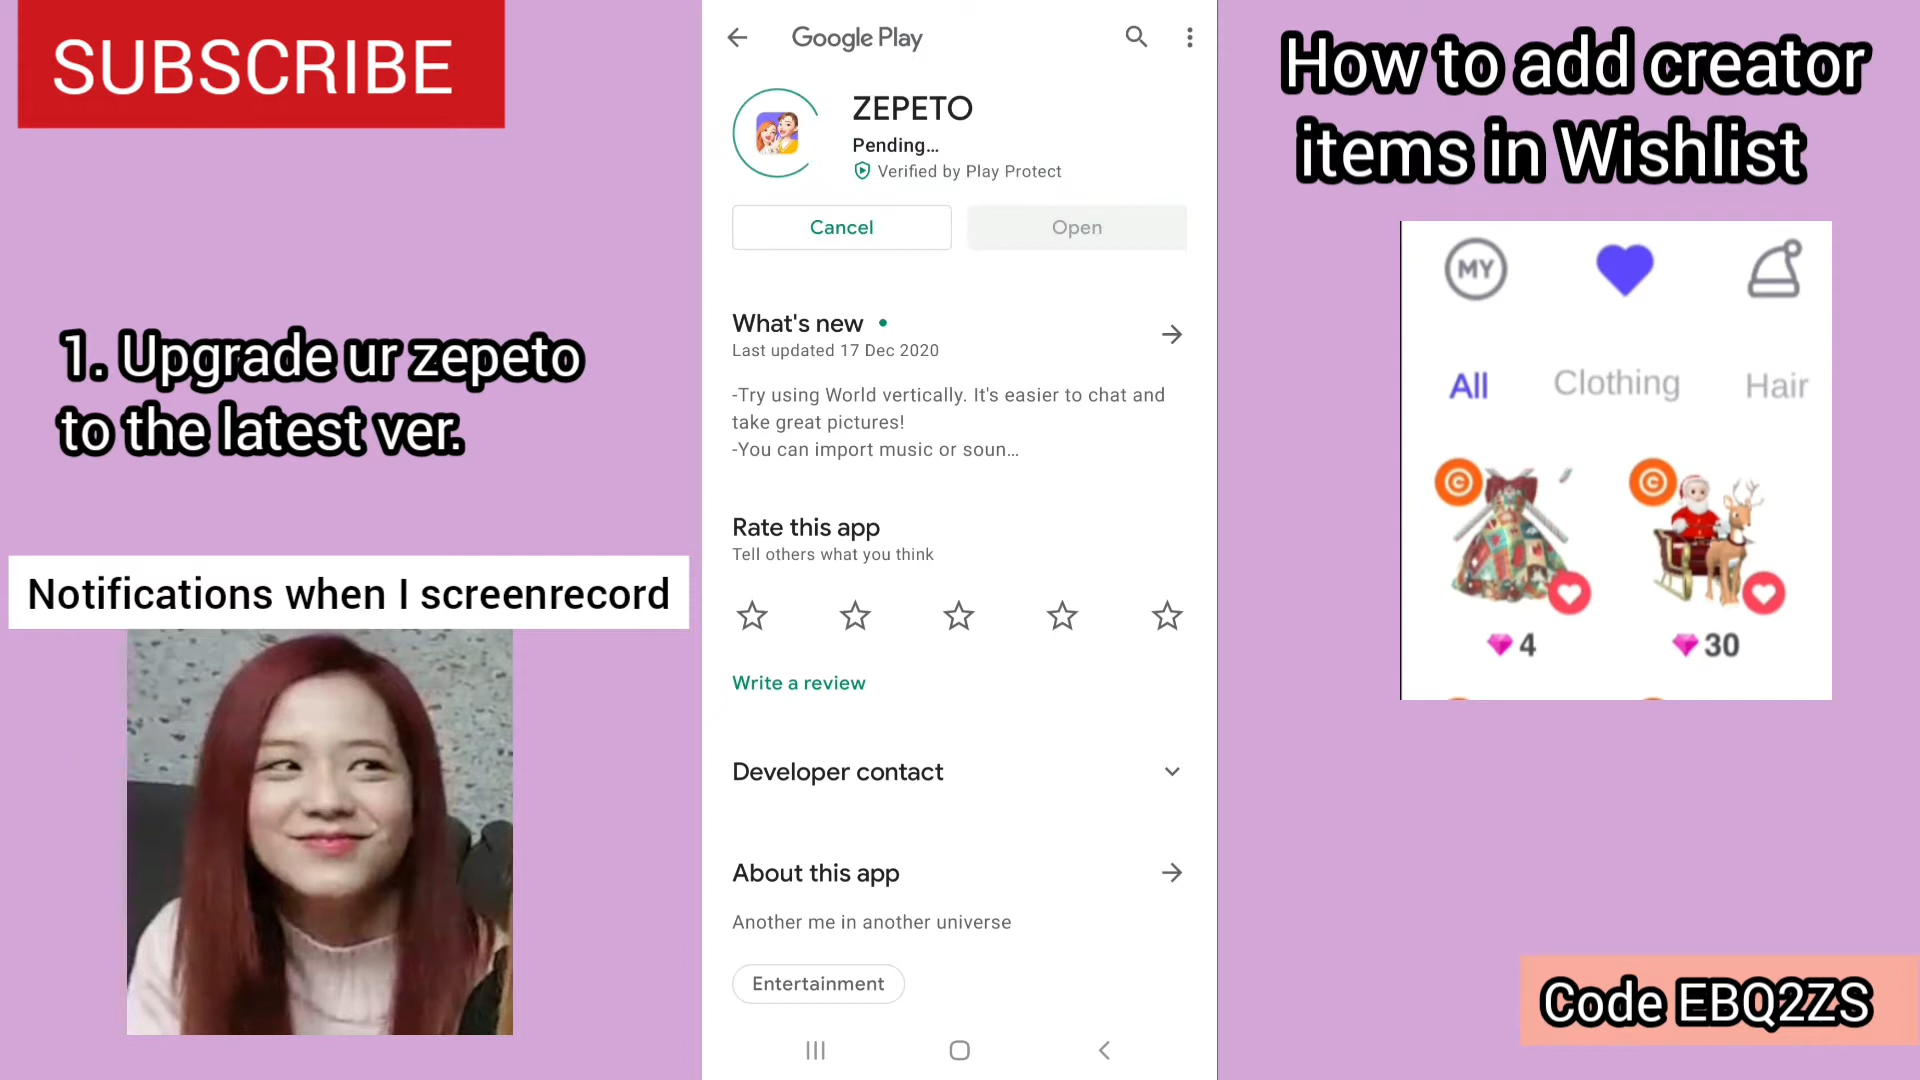 SUBSCRIBE
1. Upgrade ur zepeto
to the latest ver.
Notifications when I screenrecord
Google Play
ZEPETO
Pending...
Verified by Play Protect
Cancel
Open
What's new
Last updated 17 Dec 2020
-Try using World vertically. It's easier to chat and
take great pictures!
-You can import music or soun...
Rate this app
Tell others what you think
Write a review
Developer contact
About this app
Another me in another universe
Entertainment
How to add creator
items in Wishlist
MY
All Clothing Hair
C C
4 30
Code EBQ2ZS